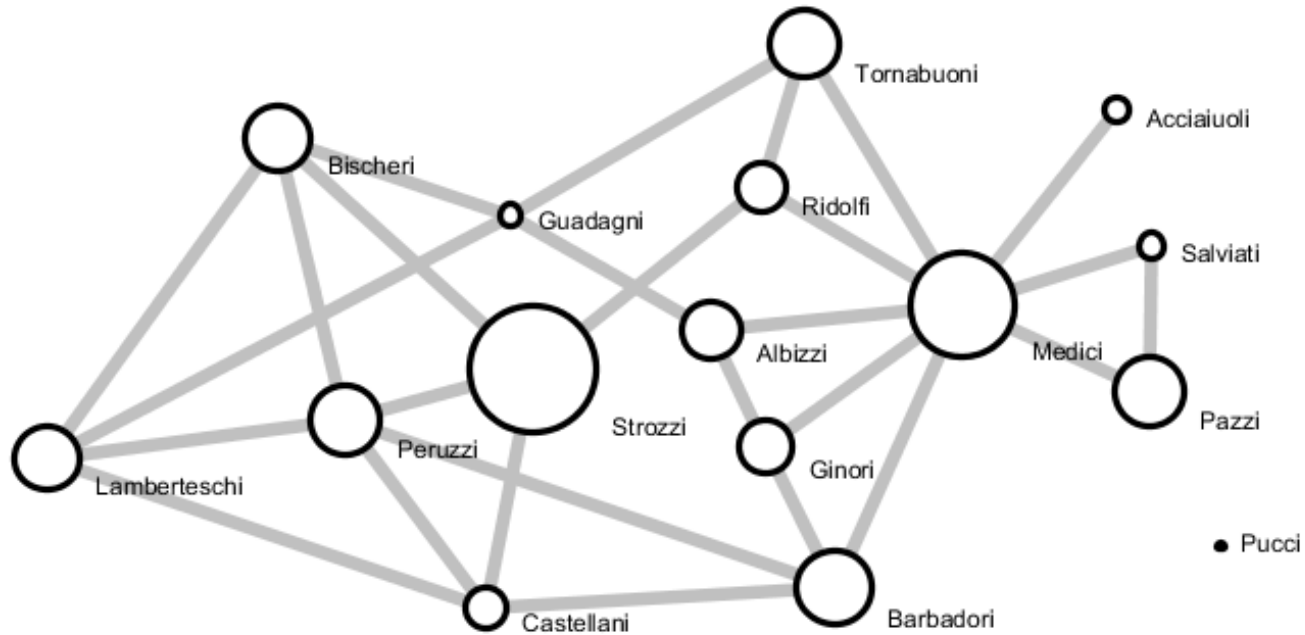 Tornabuoni
Acciaiuoli
Bischeri
Ridolfi
Guadagni
Salviati
Albizzi
Medici
Strozzi
Pazzi
Peruzzi
Ginori
Lamberteschi
Pucci
Barbadori
Castellani